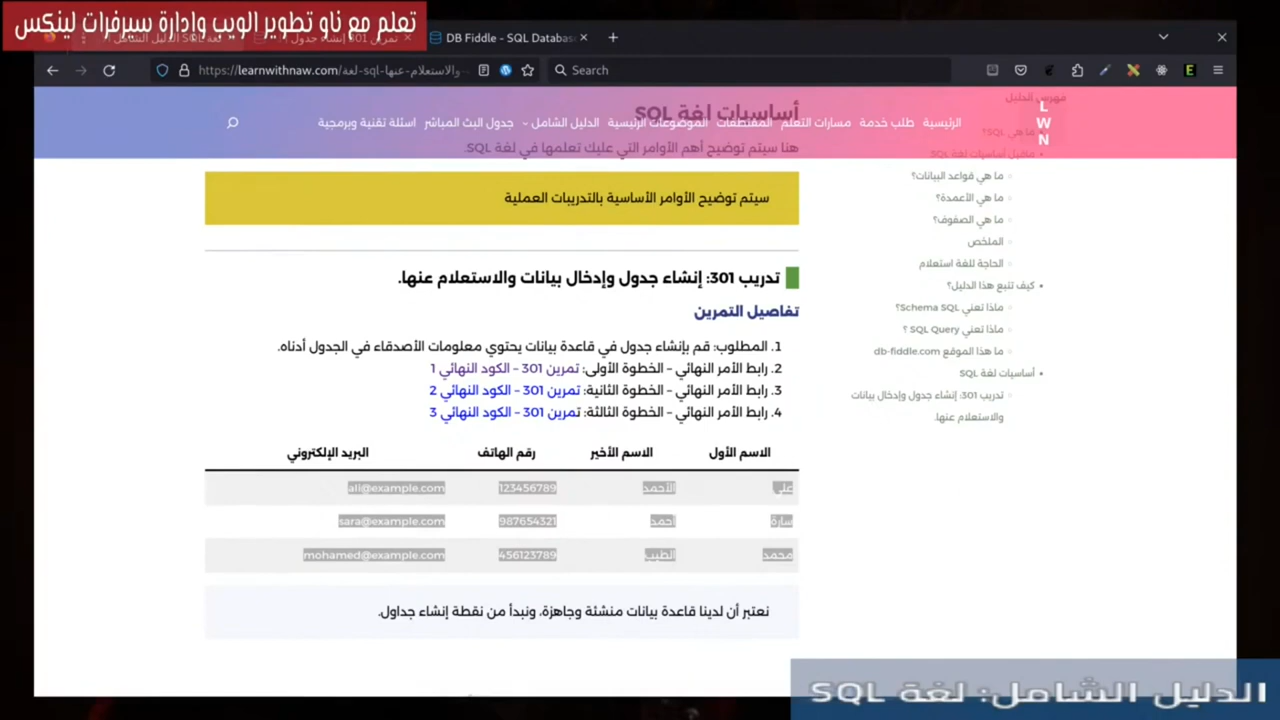 تعلم مع ناو تطوير الويب وإدارة سيرفرات لينكس
DB Fiddle - SQL Databas
https://learnwithnaw.com/والاستعلام-عنها-sql-لغة
Search
L
W
N
الرئيسية
طلب خدمة
مسارات التعلم
المقتطفات
الموضوعات الرئيسية
الدليل الشامل
جدول البث المباشر
اسئلة تقنية وبرمجية
أساسيات لغة SQL
هنا سيتم توضيح أهم الأوامر التي عليك تعلمها في لغة SQL.
سيتم توضيح الأوامر الأساسية بالتدريبات العملية
تدريب 301: إنشاء جدول وإدخال بيانات والاستعلام عنها.
تفاصيل التمرين
1. المطلوب: قم بإنشاء جدول في قاعدة بيانات يحتوي معلومات الأصدقاء في الجدول أدناه.
2. رابط الأمر النهائي – الخطوة الأولى: تمرين 301 – الكود النهائي 1
3. رابط الأمر النهائي – الخطوة الثانية: تمرين 301 – الكود النهائي 2
4. رابط الأمر النهائي – الخطوة الثالثة: تمرين 301 – الكود النهائي 3
الاسم الأول الاسم الأخير رقم الهاتف البريد الإلكتروني
علي الأحمد 123456789 ali@example.com
سارة أحمد 987654321 sara@example.com
محمد الطيب 456123789 mohamed@example.com
نعتبر أن لدينا قاعدة بيانات منشئة وجاهزة، ونبدأ من نقطة إنشاء جداول.
مهرس الدليل
ما هي SQL؟
ماقبل أساسيات لغة SQL
ما هي قواعد البيانات؟
ما هي الأعمدة؟
ما هي الصفوف؟
الملخص
الحاجة للغة استعلام
كيف تتبع هذا الدليل؟
ماذا تعني Schema SQL؟
ماذا تعني SQL Query ؟
ما هذا الموقع db-fiddle.com
أساسيات لغة SQL
تدريب 301: إنشاء جدول وإدخال بيانات
والاستعلام عنها.
الدليل الشامل: لغة SQL